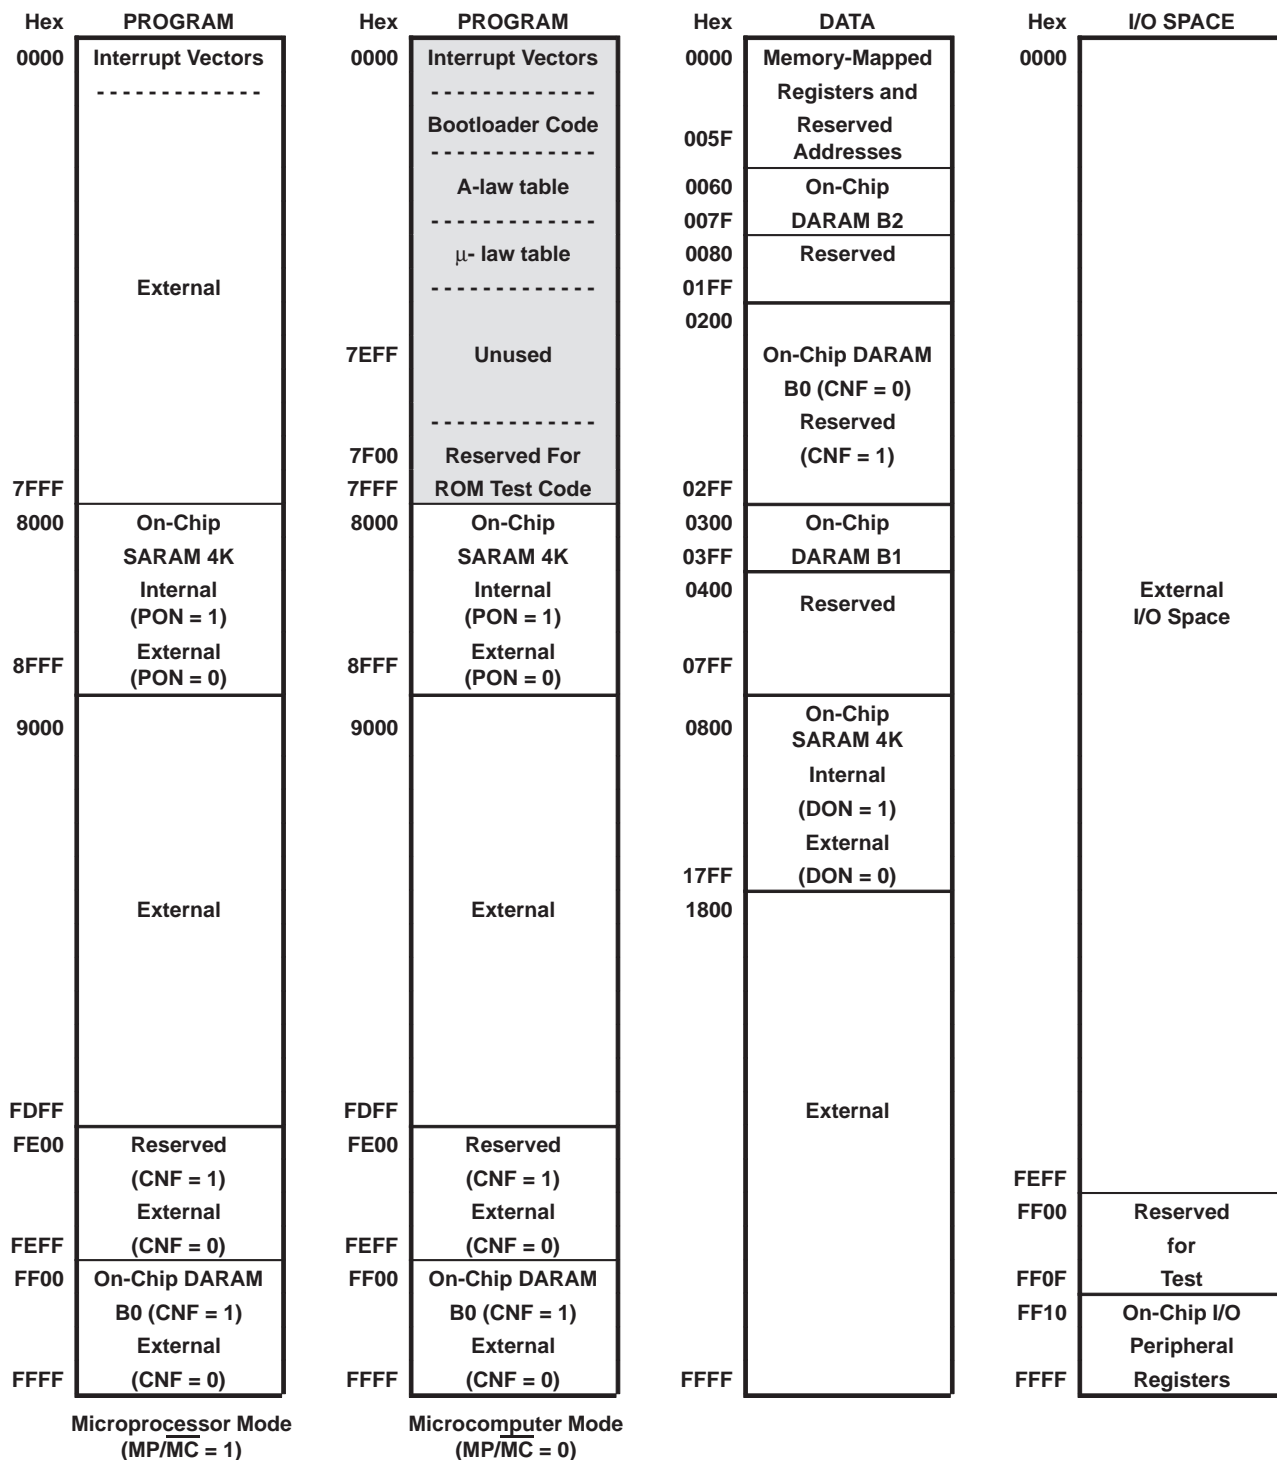 Hex PROGRAM
0000 Interrupt Vectors
External
7FFF
8000 On-Chip
SARAM 4K
Internal
(PON = 1)
External
8FFF (PON = 0)
9000
External
FDFF
FE00 Reserved
(CNF = 1)
External
FEFF (CNF = 0)
FF00 On-Chip DARAM
B0 (CNF = 1)
External
FFFF (CNF = 0)
Microprocessor Mode
(MP/MC = 1)
Hex PROGRAM
0000 Interrupt Vectors
Bootloader Code
A-law table
μ- law table
7EFF Unused
7F00 Reserved For
7FFF ROM Test Code
8000 On-Chip
SARAM 4K
Internal
(PON = 1)
External
8FFF (PON = 0)
9000
External
FDFF
FE00 Reserved
(CNF = 1)
External
FEFF (CNF = 0)
FF00 On-Chip DARAM
B0 (CNF = 1)
External
FFFF (CNF = 0)
Microcomputer Mode
(MP/MC = 0)
Hex DATA
0000 Memory-Mapped
Registers and
Reserved
005F Addresses
0060 On-Chip
007F DARAM B2
0080 Reserved
01FF
0200
On-Chip DARAM
B0 (CNF = 0)
Reserved
(CNF = 1)
02FF
0300 On-Chip
03FF DARAM B1
0400 Reserved
07FF
On-Chip
0800 SARAM 4K
Internal
(DON = 1)
External
17FF (DON = 0)
1800
External
FFFF
Hex I/O SPACE
0000
External
I/O Space
FEFF
FF00 Reserved
for
FF0F Test
FF10 On-Chip I/O
Peripheral
FFFF Registers